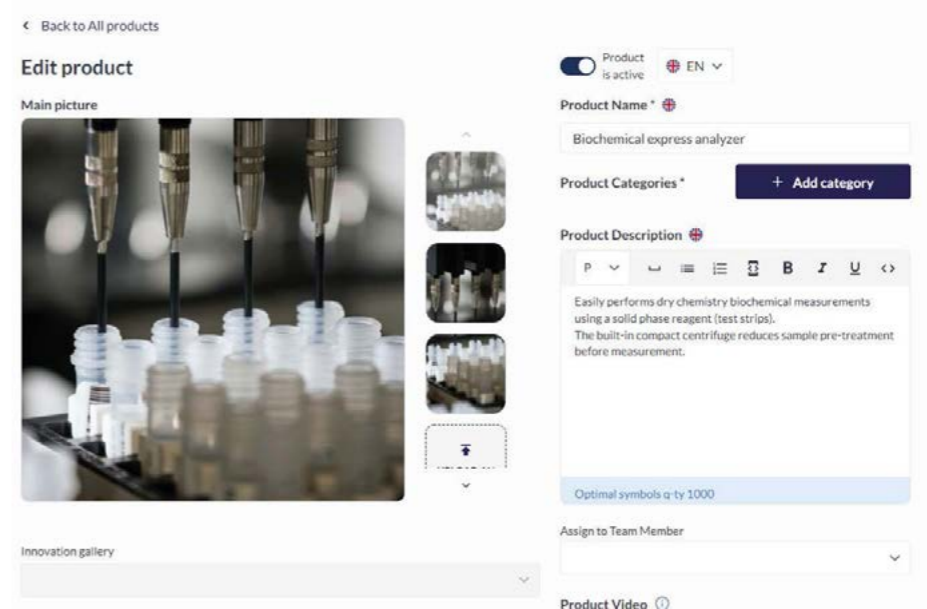 Back to All products
Edit product
Main picture
Innovation gallery
Product
is active
EN
Product Name *
Biochemical express analyzer
Product Categories *
+ Add category
Product Description
P
B I U <>
Easily performs dry chemistry biochemical measurements
using a solid phase reagent (test strips).
The built-in compact centrifuge reduces sample pre-treatment
before measurement.
Optimal symbols q-ty 1000
Assign to Team Member
Product Video